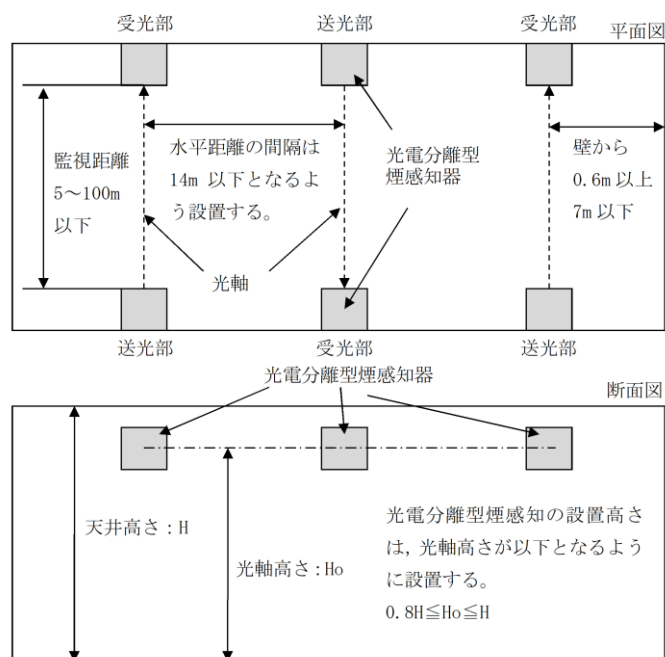 受光部
送光部
受光部
平面図
監視距離
5～100m
以下
水平距離の間隔は
14m 以下となるよ
う設置する。
光電分離型
煙感知器
壁から
0.6m 以上
7m 以下
光軸
送光部
受光部
送光部
光電分離型煙感知器
断面図
天井高さ：H
光軸高さ：Ho
光電分離型煙感知の設置高さ
は，光軸高さが以下となるよう
に設置する。
0.8H≦Ho≦H